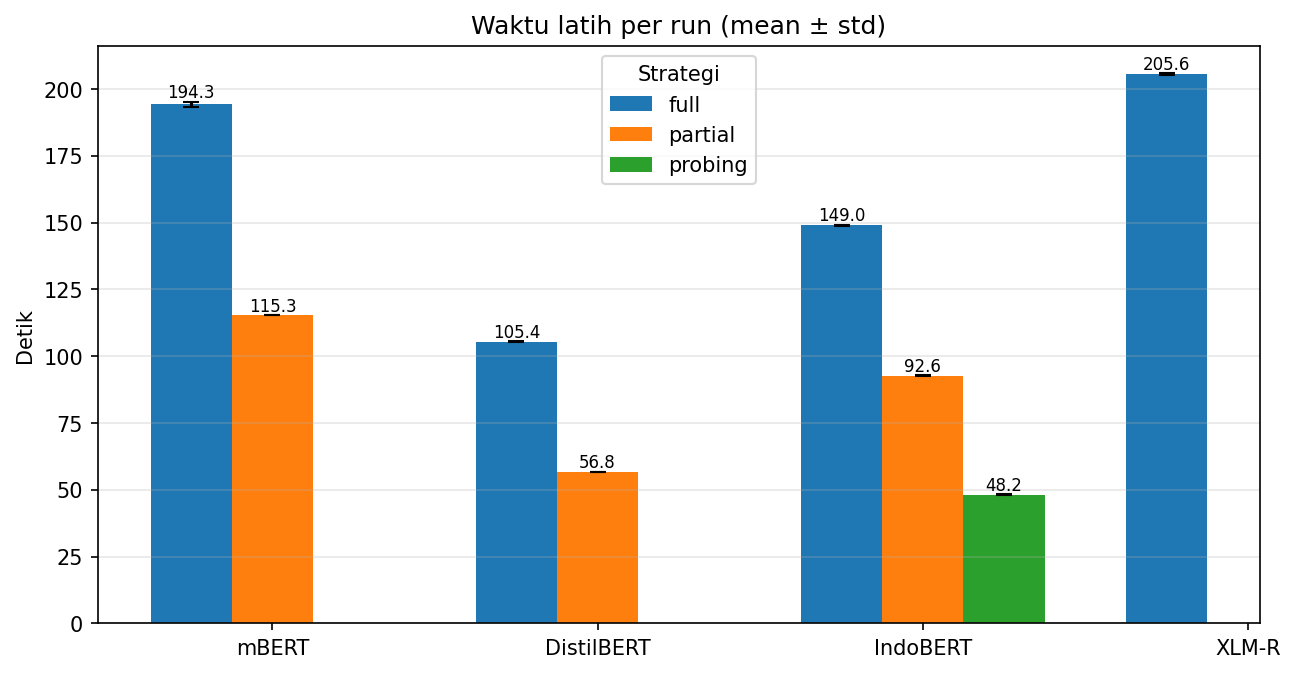 Waktu latih per run (mean ± std)
Strategi
full
partial
probing
Detik
200
175
150
125
100
75
50
25
0
194.3
115.3
105.4
56.8
149.0
92.6
48.2
205.6
mBERT
DistilBERT
IndoBERT
XLM-R